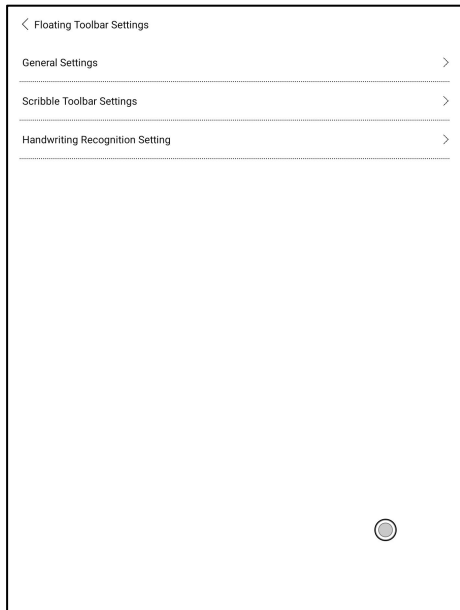 Floating Toolbar Settings
General Settings
Scribble Toolbar Settings
Handwriting Recognition Setting